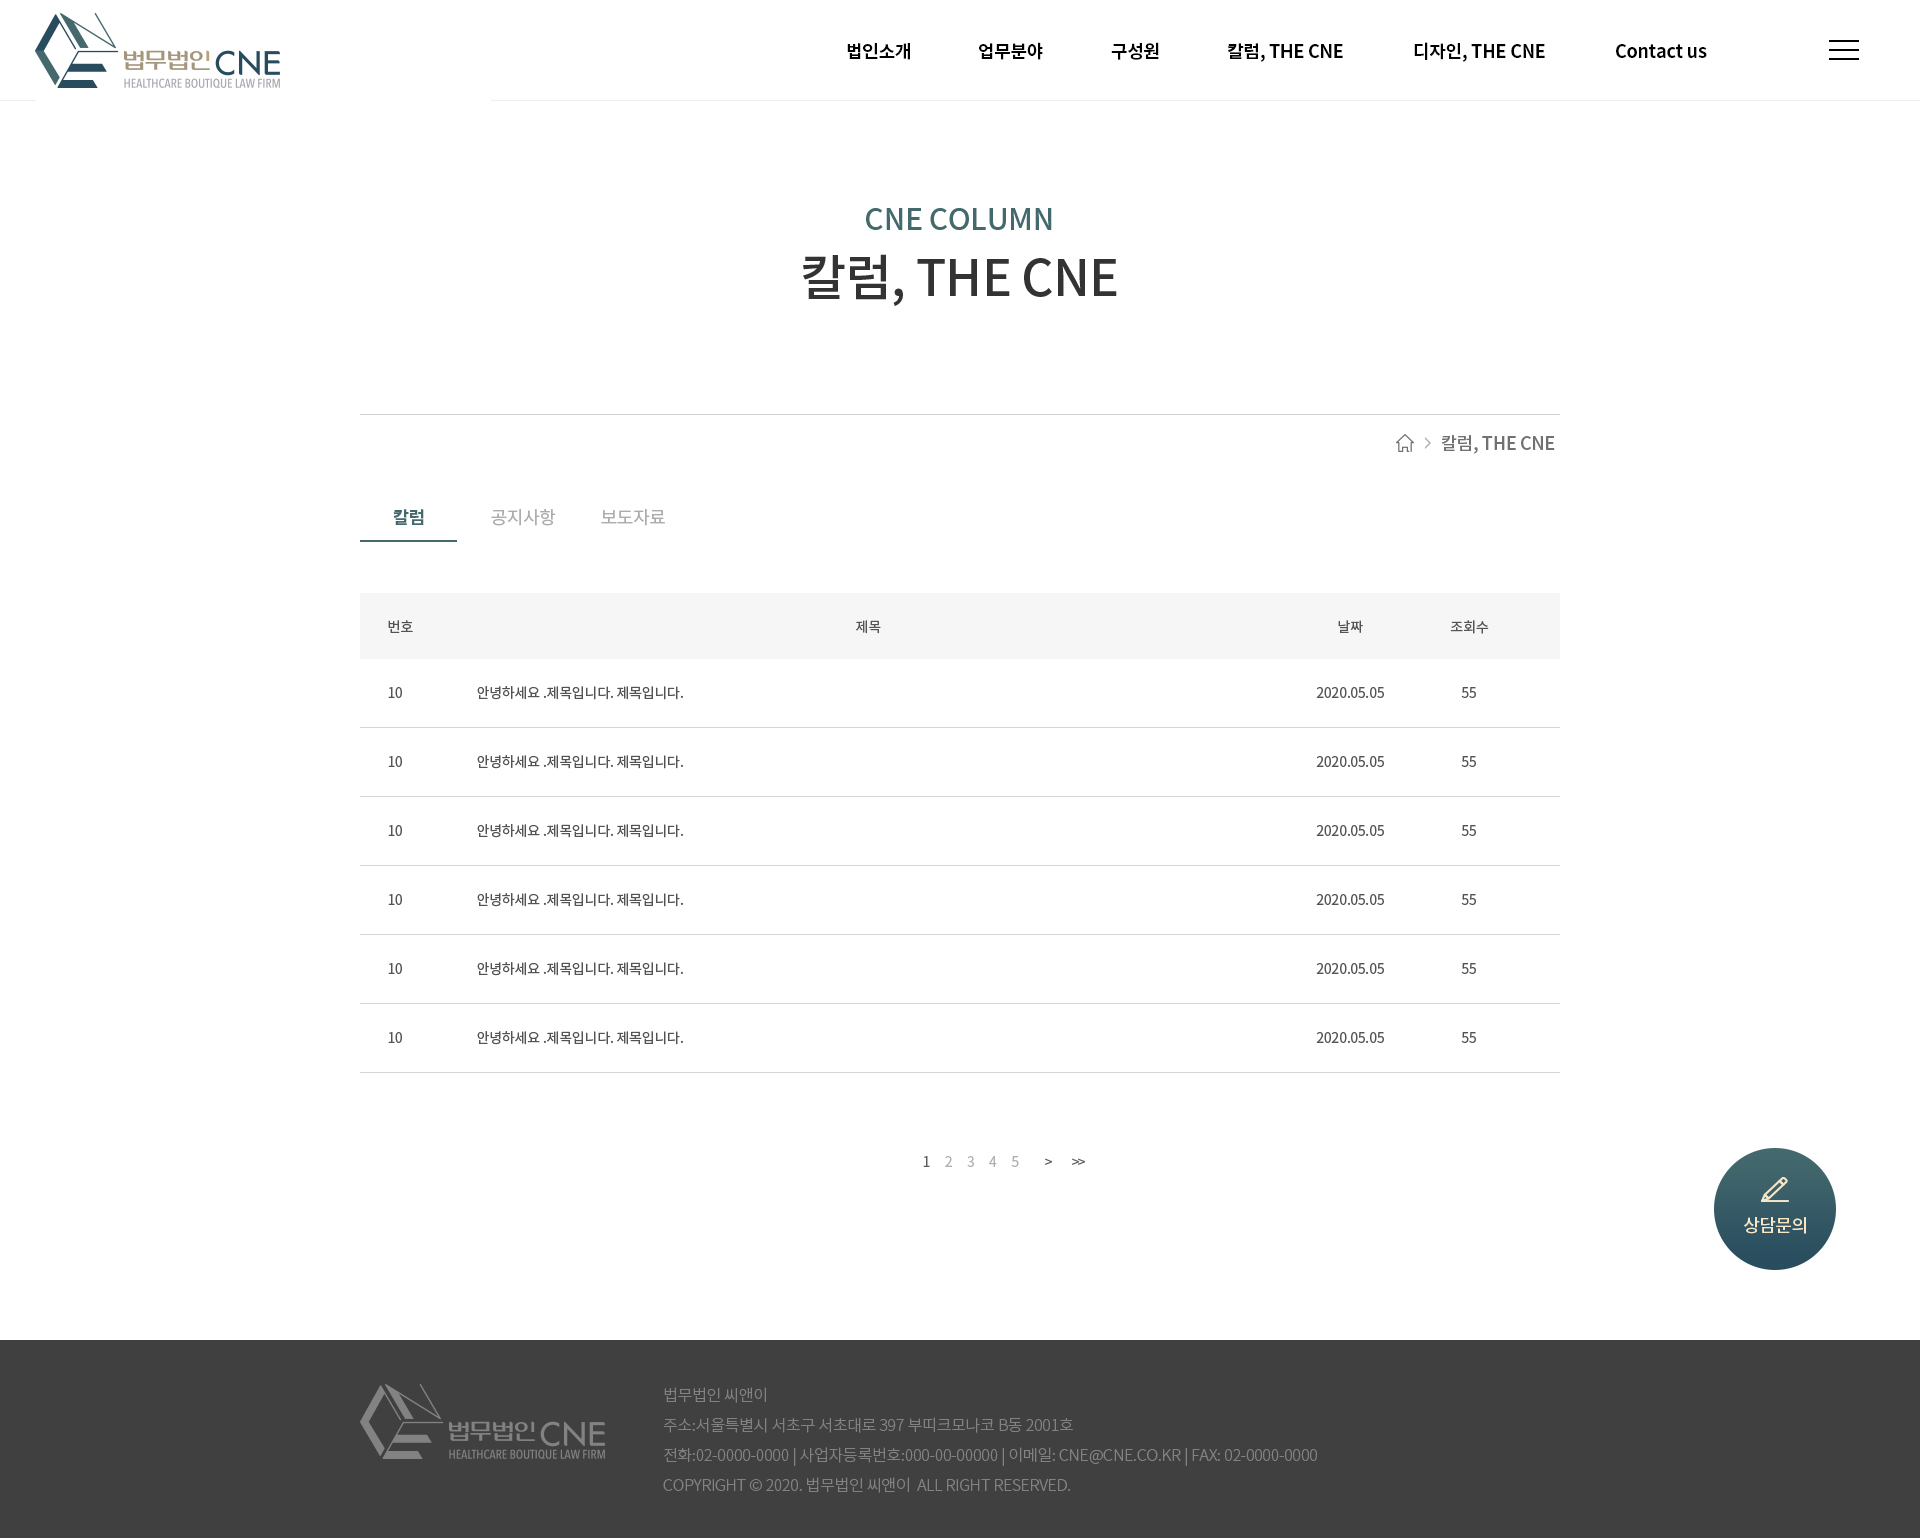 법무법인 CNE
HEALTHCARE BOUTIQUE LAW FIRM
법인소개 업무분야 구성원 칼럼, THE CNE 디자인, THE CNE Contact us
CNE COLUMN
칼럼, THE CNE
칼럼, THE CNE
칼럼 공지사항 보도자료
번호 제목 날짜 조회수
10 안녕하세요 .제목입니다. 제목입니다. 2020.05.05 55
10 안녕하세요 .제목입니다. 제목입니다. 2020.05.05 55
10 안녕하세요 .제목입니다. 제목입니다. 2020.05.05 55
10 안녕하세요 .제목입니다. 제목입니다. 2020.05.05 55
10 안녕하세요 .제목입니다. 제목입니다. 2020.05.05 55
10 안녕하세요 .제목입니다. 제목입니다. 2020.05.05 55
1 2 3 4 5 > >>
상담문의
법무법인 CNE
HEALTHCARE BOUTIQUE LAW FIRM
법무법인 씨앤이
주소:서울특별시 서초구 서초대로 397 부띠크모나코 B동 2001호
전화:02-0000-0000 | 사업자등록번호:000-00-00000 | 이메일: CNE@CNE.CO.KR | FAX: 02-0000-0000
COPYRIGHT © 2020. 법무법인 씨앤이 ALL RIGHT RESERVED.